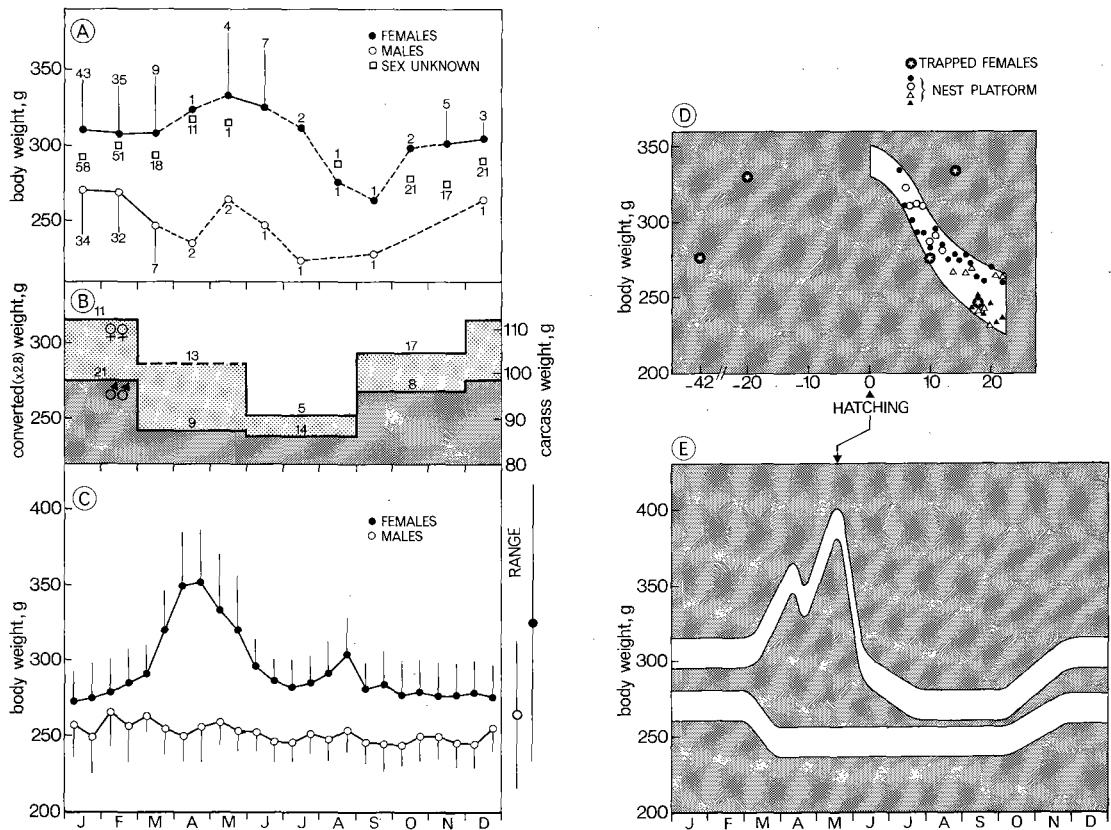 A
● FEMALES
○ MALES
□ SEX UNKNOWN
body weight, g
350
300
250
43 35 9 1 4 7 2 1 1 2 5 3
58 51 18 11 1 1 21 17 21
34 32 7 2 2 1 1 1 1
B
converted (x2.8) weight, g
carcass weight, g
300
250
110
100
90
80
11 ♀♀ 13 5 17
21 ♂♂ 9 14 8
C
● FEMALES
○ MALES
body weight, g
400
350
300
250
200
RANGE
J F M A M J J A S O N D
TRAPPED FEMALES
} NEST PLATFORM
D
body weight, g
350
300
250
200
-42 -20 0 10 20
HATCHING
E
body weight, g
400
350
300
250
200
J F M A M J J A S O N D